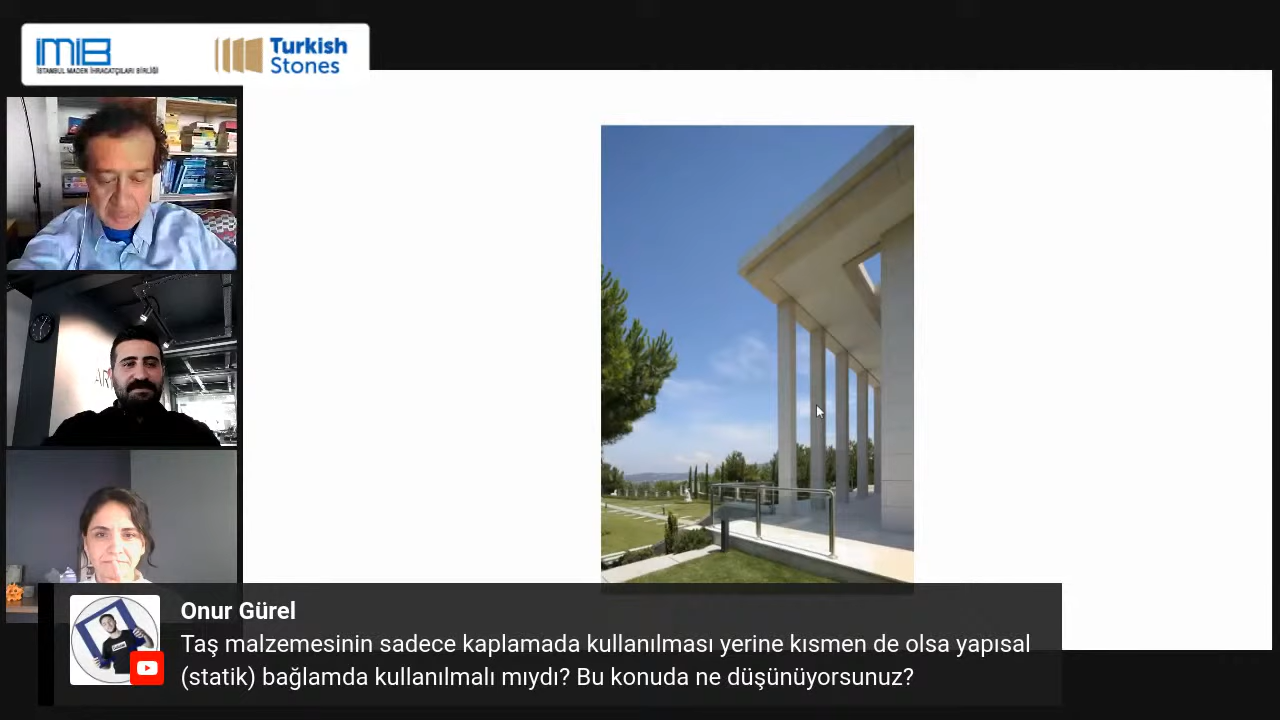 İMİB
İSTANBUL MADEN İHRACATÇILARI BİRLİĞİ
Turkish
Stones
Onur Gürel
Taş malzemesinin sadece kaplamada kullanılması yerine kısmen de olsa yapısal
(statik) bağlamda kullanılmalı mıydı? Bu konuda ne düşünüyorsunuz?